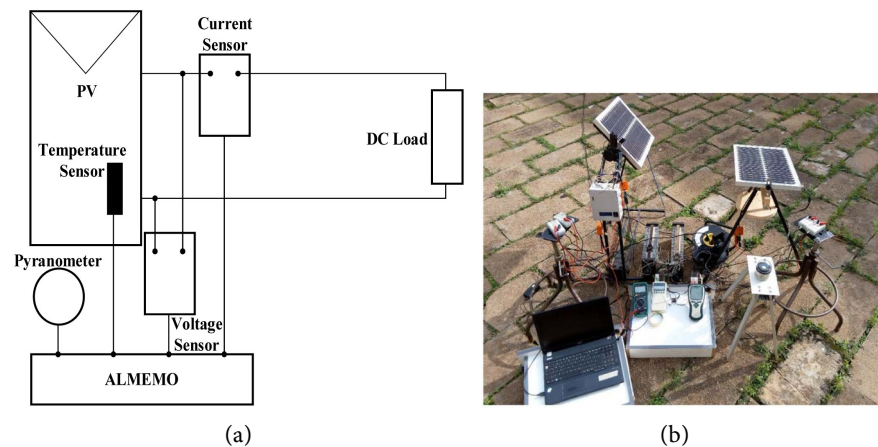 Current
Sensor
PV
DC Load
Temperature
Sensor
Pyranometer
Voltage
Sensor
ALMEMO
(a)
(b)